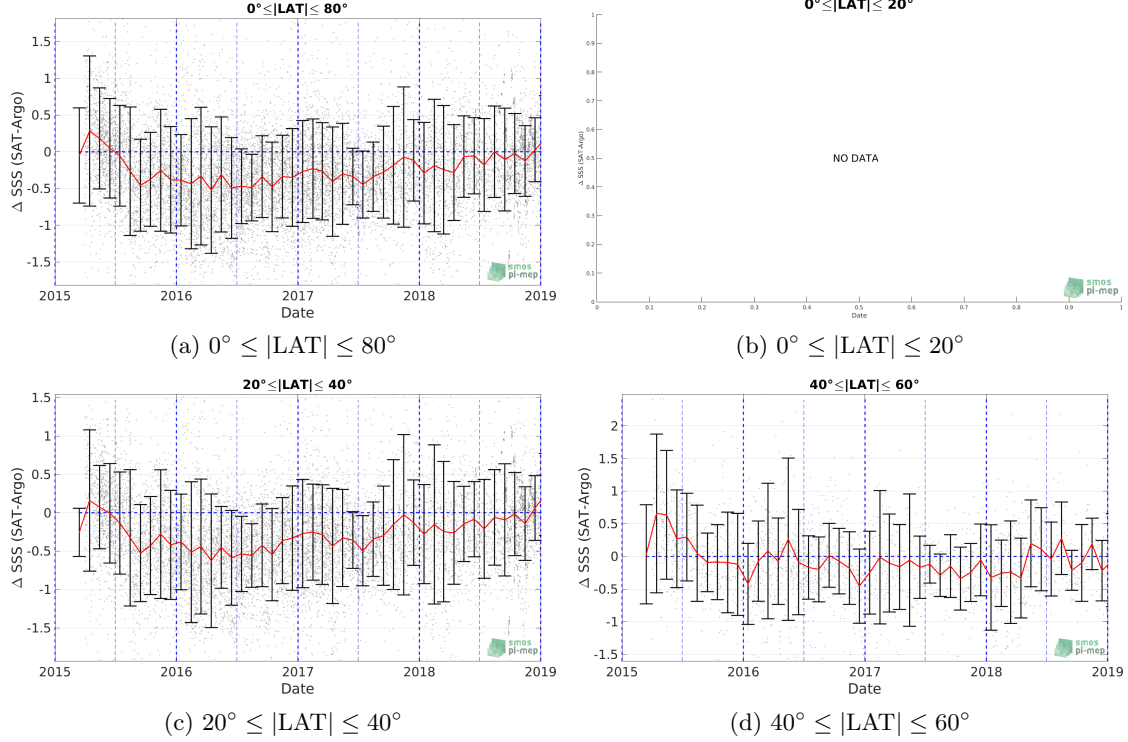 0°≤|LAT|≤ 80°
1.5
1
0.5
0
-0.5
-1
-1.5
Δ SSS (SAT-Argo)
2015 2016 2017 2018 2019
Date
smos
pi-mep
(a) 0° ≤ |LAT| ≤ 80°
0°≤|LAT|≤ 20°
1
0.9
0.8
0.7
0.6
0.5
0.4
0.3
0.2
0.1
0
Δ SSS (SAT-Argo)
NO DATA
0 0.1 0.2 0.3 0.4 0.5 0.6 0.7 0.8 0.9 1
Date
smos
pi-mep
(b) 0° ≤ |LAT| ≤ 20°
20°≤|LAT|≤ 40°
1.5
1
0.5
0
-0.5
-1
-1.5
Δ SSS (SAT-Argo)
2015 2016 2017 2018 2019
Date
smos
pi-mep
(c) 20° ≤ |LAT| ≤ 40°
40°≤|LAT|≤ 60°
2
1.5
1
0.5
0
-0.5
-1
-1.5
Δ SSS (SAT-Argo)
2015 2016 2017 2018 2019
Date
smos
pi-mep
(d) 40° ≤ |LAT| ≤ 60°